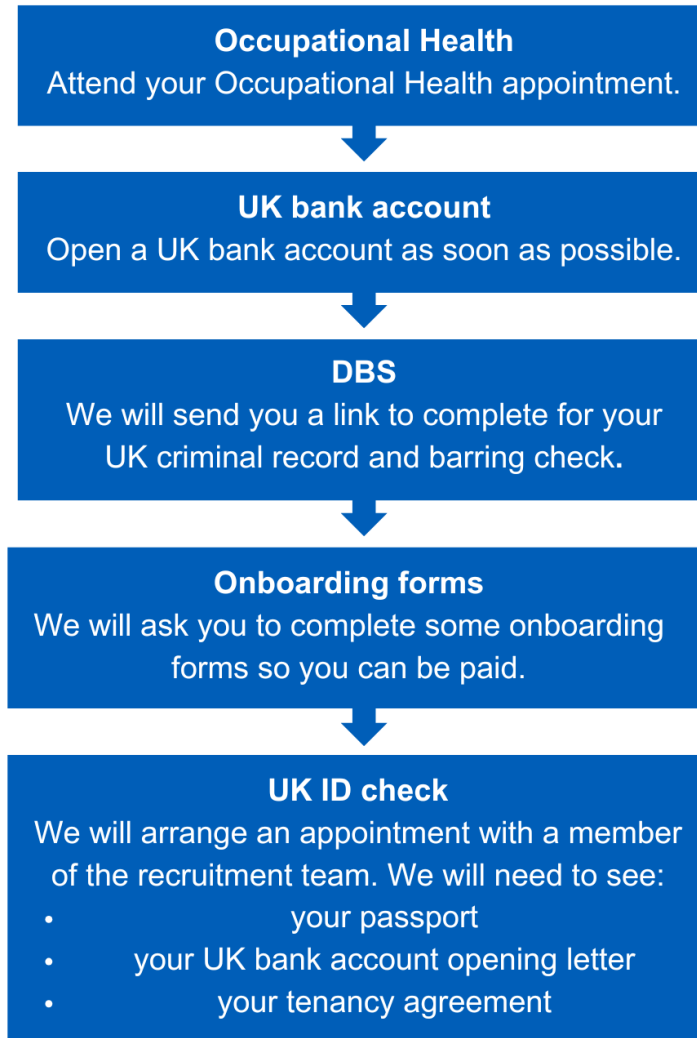 Occupational Health
Attend your Occupational Health appointment.
UK bank account
Open a UK bank account as soon as possible.
DBS
We will send you a link to complete for your
UK criminal record and barring check.
Onboarding forms
We will ask you to complete some onboarding
forms so you can be paid.
UK ID check
We will arrange an appointment with a member
of the recruitment team. We will need to see:
• your passport
• your UK bank account opening letter
• your tenancy agreement